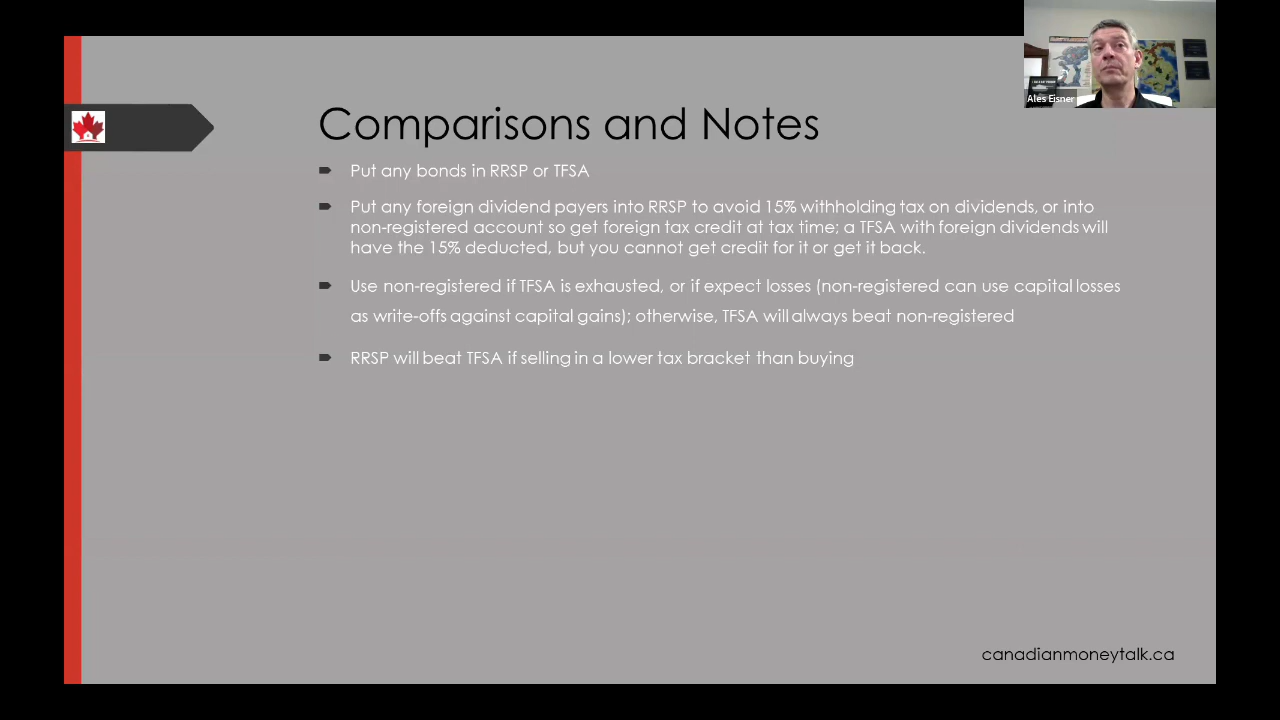 Ales Eisner
Comparisons and Notes
Put any bonds in RRSP or TFSA
Put any foreign dividend payers into RRSP to avoid 15% withholding tax on dividends, or into
non-registered account so get foreign tax credit at tax time; a TFSA with foreign dividends will
have the 15% deducted, but you cannot get credit for it or get it back.
Use non-registered if TFSA is exhausted, or if expect losses (non-registered can use capital losses
as write-offs against capital gains); otherwise, TFSA will always beat non-registered
RRSP will beat TFSA if selling in a lower tax bracket than buying
canadianmoneytalk.ca